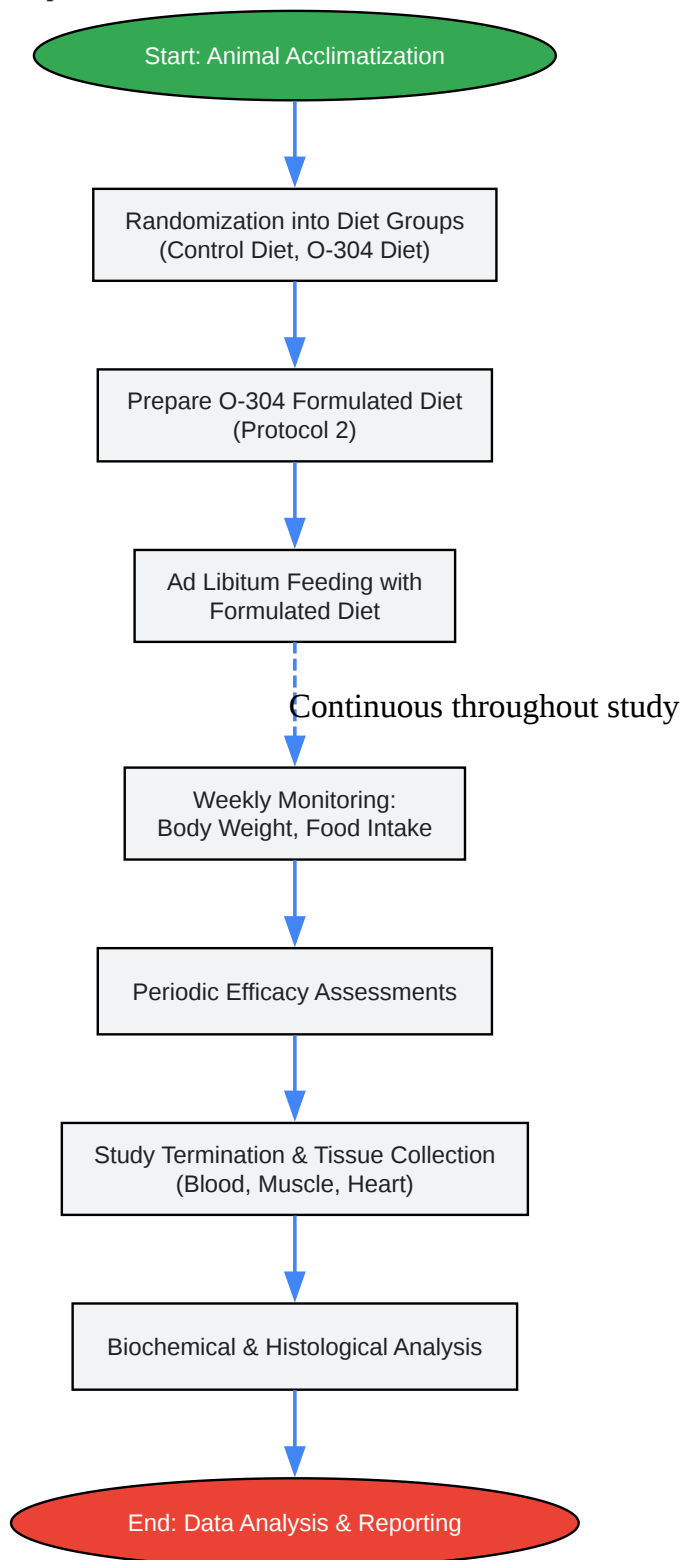 Start: Animal Acclimatization
Randomization into Diet Groups
(Control Diet, O-304 Diet)
Prepare O-304 Formulated Diet
(Protocol 2)
Ad Libitum Feeding with
Formulated Diet
Continuous throughout study
Weekly Monitoring:
Body Weight, Food Intake
Periodic Efficacy Assessments
Study Termination & Tissue Collection
(Blood, Muscle, Heart)
Biochemical & Histological Analysis
End: Data Analysis & Reporting